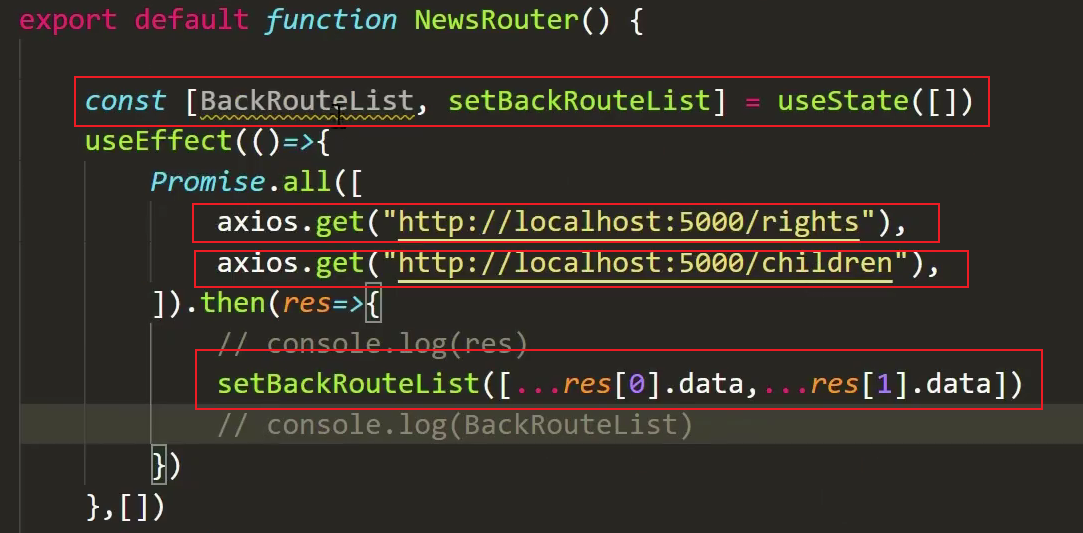 export default function NewsRouter() {
const [BackRouteList, setBackRouteList] = useState([])
useEffect(()=>{
Promise.all([
axios.get("http://localhost:5000/rights"),
axios.get("http://localhost:5000/children"),
]).then(res=>{
// console.log(res)
setBackRouteList([...res[0].data,...res[1].data])
// console.log(BackRouteList)
})
},[])